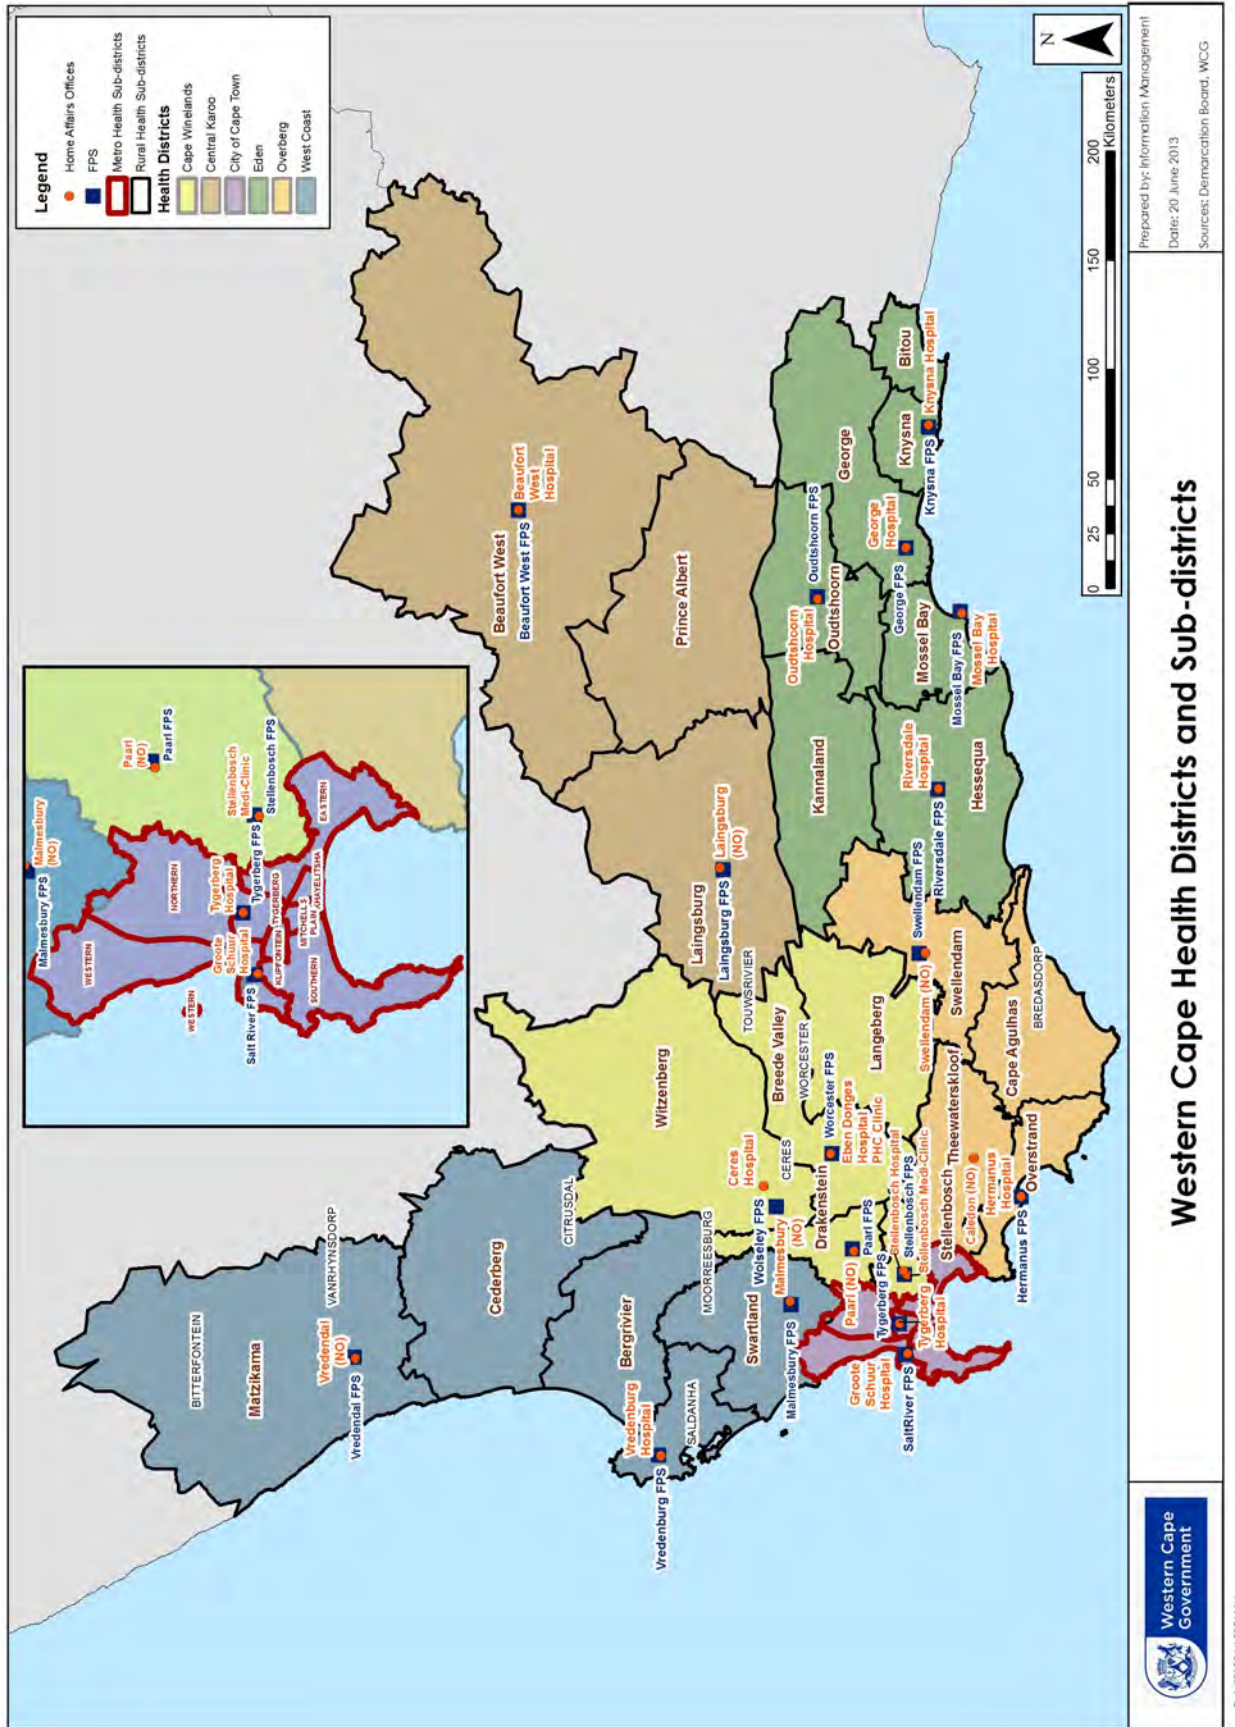 Legend
Home Affairs Offices
FPS
Metro Health Sub-districts
Rural Health Sub-districts
Health Districts
Cape Winelands
Central Karoo
City of Cape Town
Eden
Overberg
West Coast
N
Malmesbury FPS
Malmesbury
(NO)
Paarl
(NO)
Paarl FPS
WESTERN
NORTHERN
WESTERN
Tygerberg
Hospital
Stellenbosch
Medi-Clinic
Groote
Schuur
Hospital
Salt River FPS
Tygerberg FPS
Stellenbosch FPS
KLIPFONTEIN
TYGERBERG
MITCHELLS
PLAIN
KHAYELITSHA
SOUTHERN
EASTERN
BITTERFONTEIN
Matzikama
VANRHYNSDORP
Vredendal
(NO)
Vredendal FPS
Cederberg
CITRUSDAL
Bergrivier
Vredenburg
Hospital
Vredenburg FPS
SALDANHA
MOORREESBURG
Swartland
Wolseley FPS
Malmesbury
(NO)
Malmesbury FPS
Witzenberg
Ceres
Hospital
CERES
TOUWSRIVIER
Breede Valley
WORCESTER
Worcester FPS
Eben Donges
Hospital
PHC Clinic
Drakenstein
Paarl FPS
Paarl (NO)
Langeberg
Stellenbosch Hospital
Stellenbosch FPS
Stellenbosch Medi-Clinic
Stellenbosch
Tygerberg FPS
Tygerberg
Hospital
Groote
Schuur
Hospital
SaltRiver FPS
Theewaterskloof
Caledon (NO)
Hermanus
Hospital
Hermanus FPS
Overstrand
Cape Agulhas
BREDASDORP
Swellendam
Swellendam (NO)
Swellendam FPS
Beaufort West
Beaufort West FPS
Beaufort
West
Hospital
Prince Albert
Laingsburg
Laingsburg FPS
Laingsburg
(NO)
Kannaland
Oudtshoorn
Hospital
Oudtshoorn FPS
Oudtshoorn
George
George
Hospital
George FPS
Knysna
Knysna FPS
Knysna Hospital
Bitou
Mossel Bay
Mossel Bay FPS
Mossel Bay
Hospital
Riversdale
Hospital
Riversdale FPS
Hessequa
0 25 50 100 150 200
Kilometers
Western Cape
Government
Western Cape Health Districts and Sub-districts
Prepared by: Information Management
Date: 20 June 2013
Sources: Demarcation Board, WCG